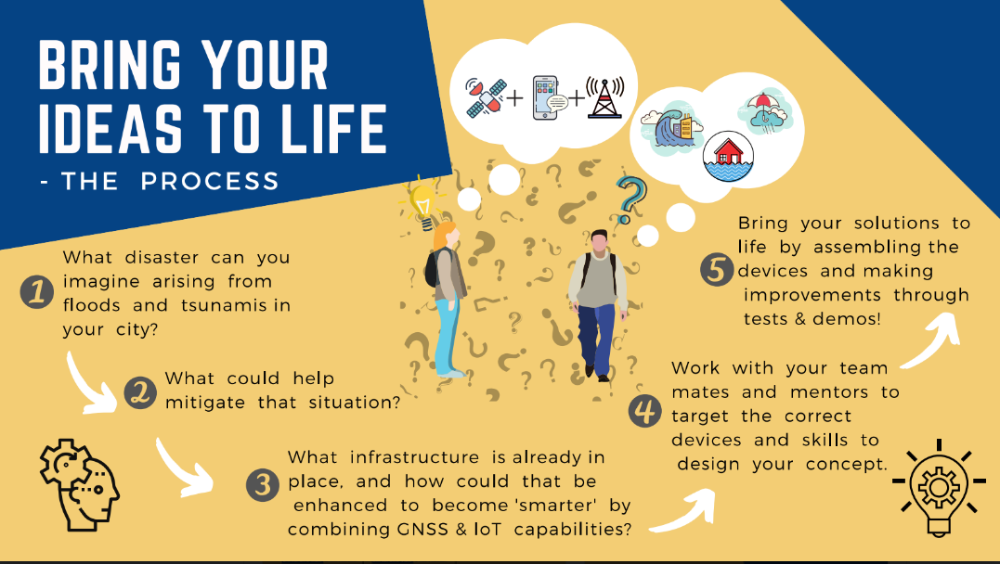 BRING YOUR
IDEAS TO LIFE
- THE PROCESS
1
What disaster can you
imagine arising from
floods and tsunamis in
your city?
2
What could help
mitigate that situation?
3
What infrastructure is already in
place, and how could that be
enhanced to become 'smarter' by
combining GNSS & IoT capabilities?
4
Work with your team
mates and mentors to
target the correct
devices and skills to
design your concept.
5
Bring your solutions to
life by assembling the
devices and making
improvements through
tests & demos!